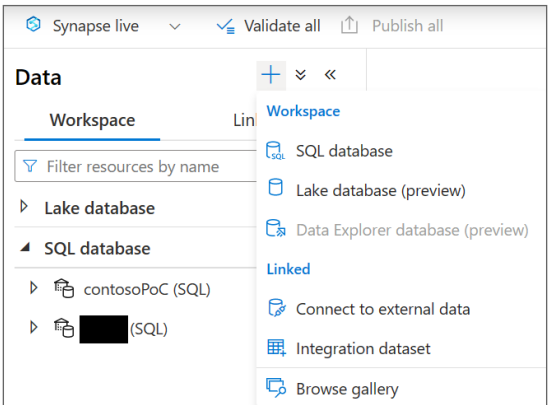 Synapse live Validate all Publish all
Data
Workspace
Workspace Lin
SQL database
Filter resources by name
Lake database (preview)
Lake database
Data Explorer database (preview)
SQL database
Linked
contosoPoC (SQL)
Connect to external data
(SQL)
Integration dataset
Browse gallery